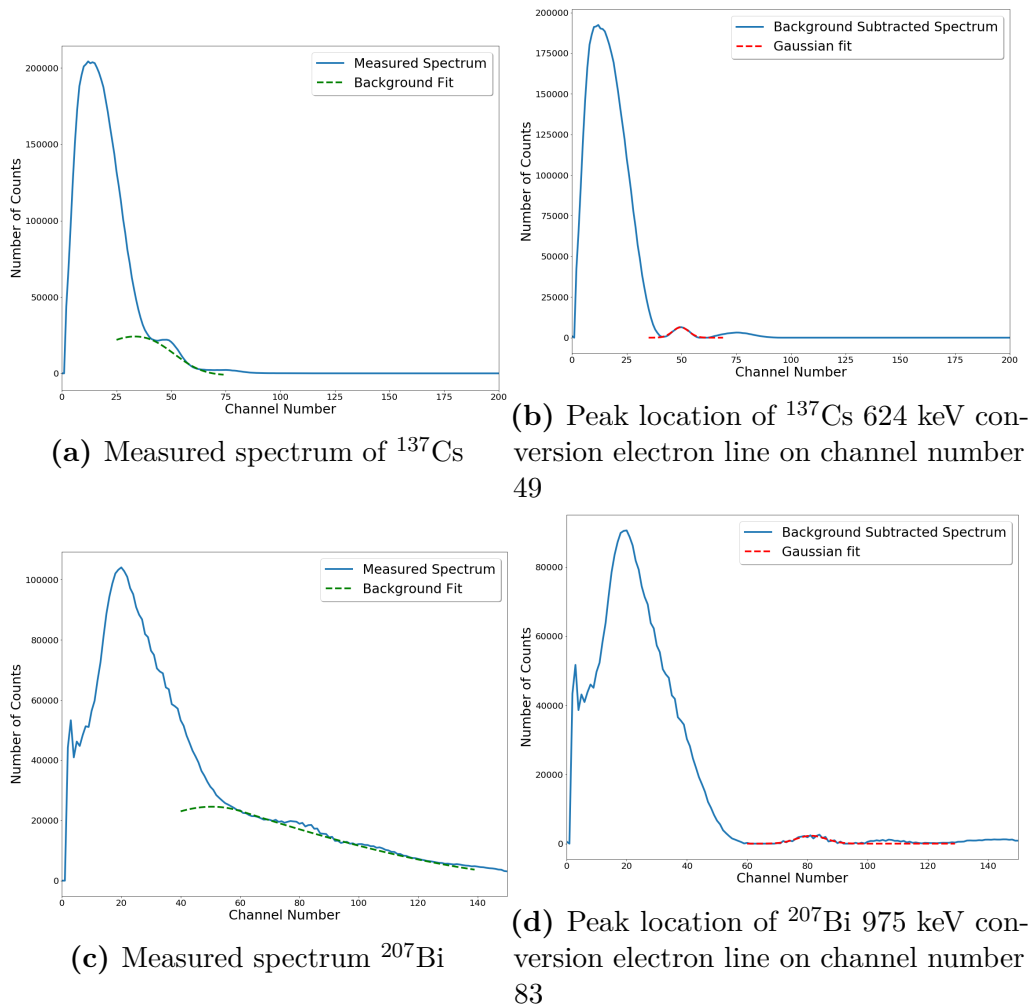 200000
150000
100000
50000
0
Number of Counts
Measured Spectrum
Background Fit
0 25 50 75 100 125 150 175 200
Channel Number
(a) Measured spectrum of ¹³⁷Cs
200000
175000
150000
125000
100000
75000
50000
25000
0
Number of Counts
Background Subtracted Spectrum
Gaussian fit
0 25 50 75 100 125 150 175 200
Channel Number
(b) Peak location of ¹³⁷Cs 624 keV con-
version electron line on channel number
49
100000
80000
60000
40000
20000
0
Number of Counts
Measured Spectrum
Background Fit
0 20 40 60 80 100 120 140
Channel Number
(c) Measured spectrum ²⁰⁷Bi
80000
60000
40000
20000
0
Number of Counts
Background Subtracted Spectrum
Gaussian fit
0 20 40 60 80 100 120 140
Channel Number
(d) Peak location of ²⁰⁷Bi 975 keV con-
version electron line on channel number
83